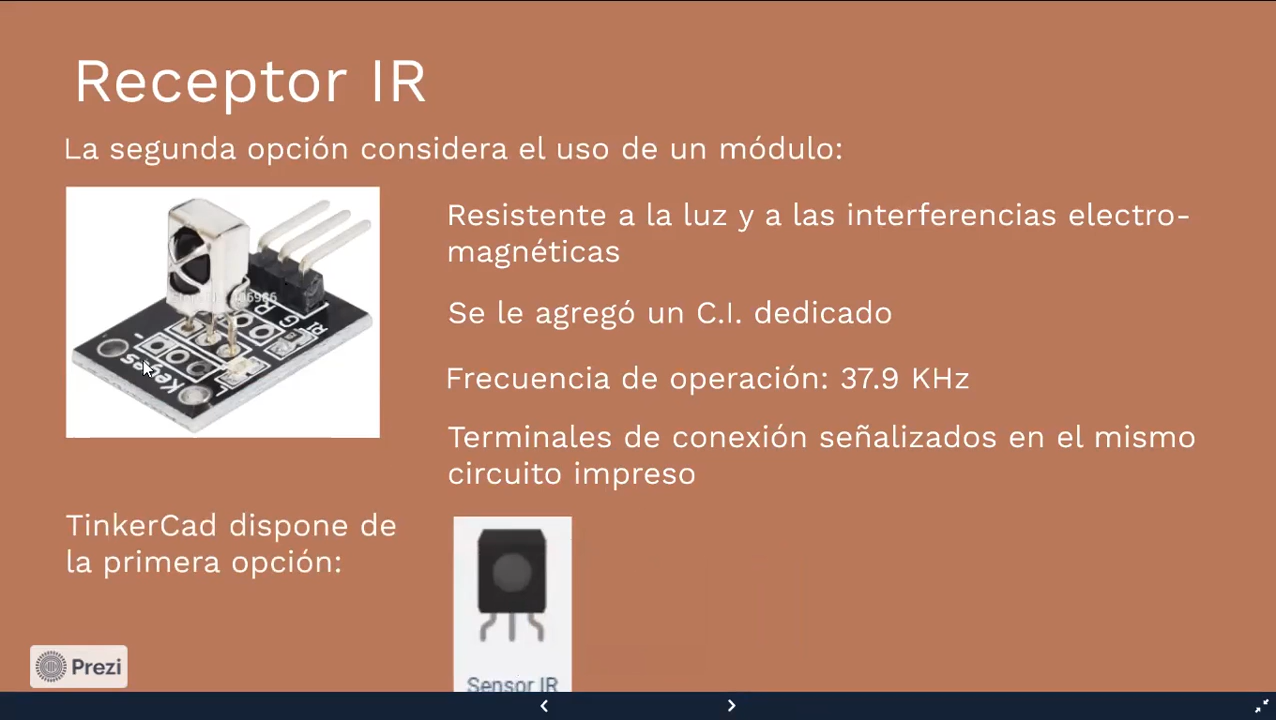 Receptor IR
La segunda opción considera el uso de un módulo:
Resistente a la luz y a las interferencias electro-
magnéticas
Se le agregó un C.I. dedicado
Frecuencia de operación: 37.9 KHz
Terminales de conexión señalizados en el mismo
circuito impreso
Keyes
R1
G
R
TinkerCad dispone de
la primera opción:
Sensor IR
Prezi